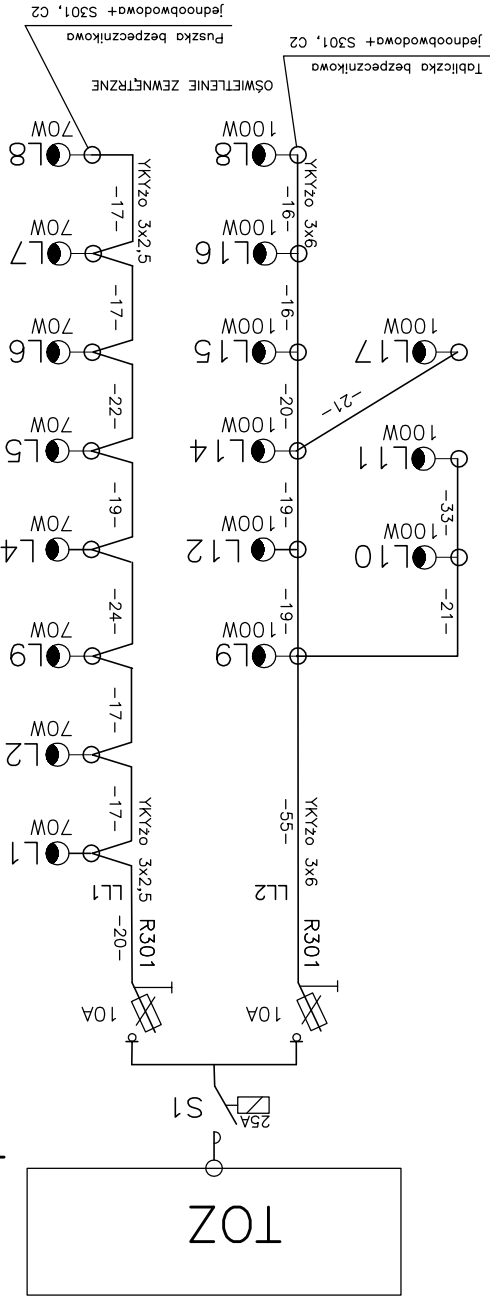 TOZ
25A
S1
10A
10A
R301
R301
LL2
LL1
YKYżo 3x6
-55-
-20-
YKYżo 3x2,5
L1
70W
-17-
L2
70W
-17-
L9
100W
L9
70W
-21-
-19-
-24-
L10
100W
L12
100W
L4
70W
-33-
-19-
-19-
L11
100W
L14
100W
L5
70W
-21-
-20-
-22-
L17
100W
L15
100W
L6
70W
-16-
-17-
L16
100W
L7
70W
-16-
YKYżo 3x6
-17-
YKYżo 3x2,5
L8
100W
L8
70W
OŚWIETLENIE ZEWNĘTRZNE
Tabliczka bezpecznikowa
jednoobwodowa+ S301, C2
Puszka bezpecznikowa
jednoobwodowa+ S301, C2